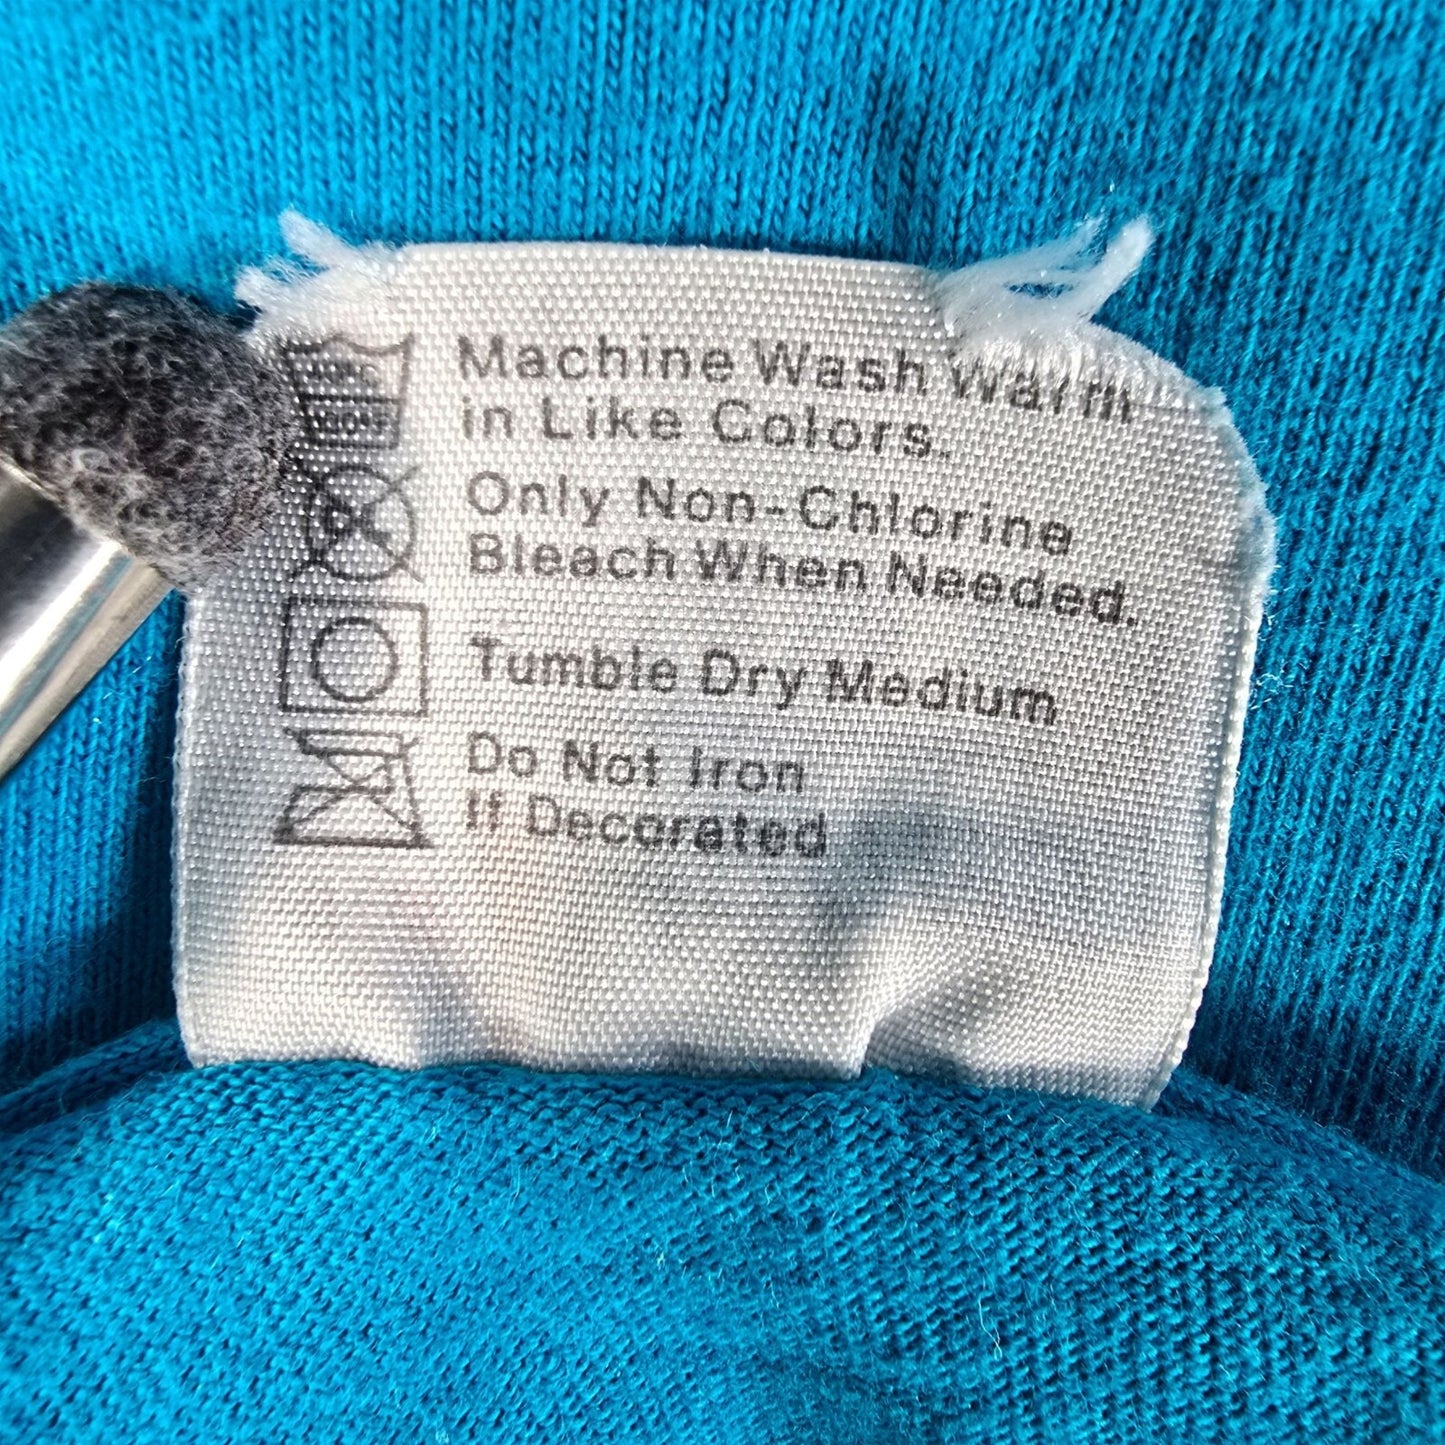 Machine Wash Warm
in Like Colors.
Only Non-Chlorine
Bleach When Needed.
Tumble Dry Medium
Do Not Iron
If Decorated